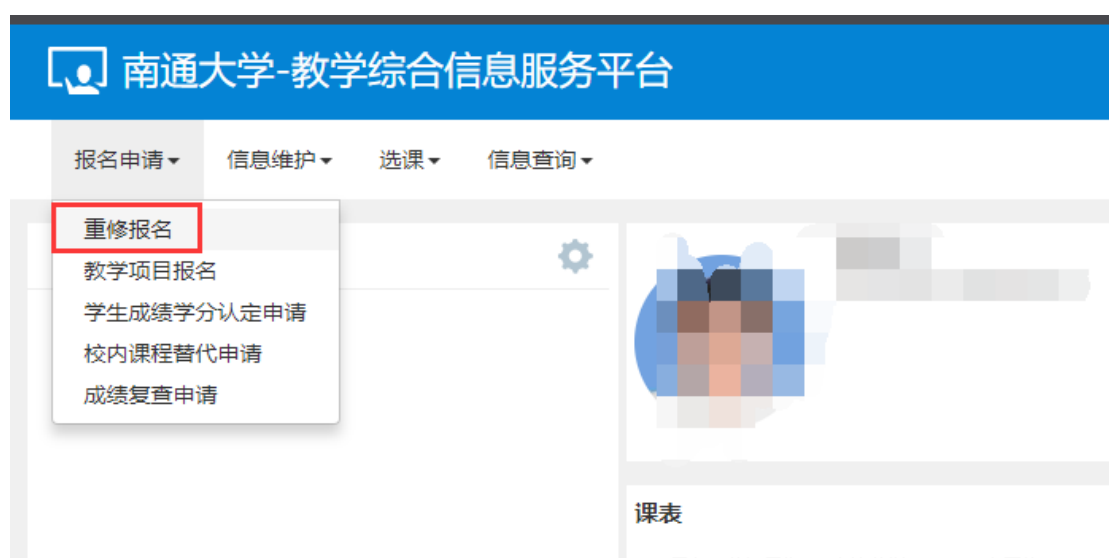 南通大学-教学综合信息服务平台
报名申请 信息维护 选课 信息查询
重修报名
教学项目报名
学生成绩学分认定申请
校内课程替代申请
成绩复查申请
课表